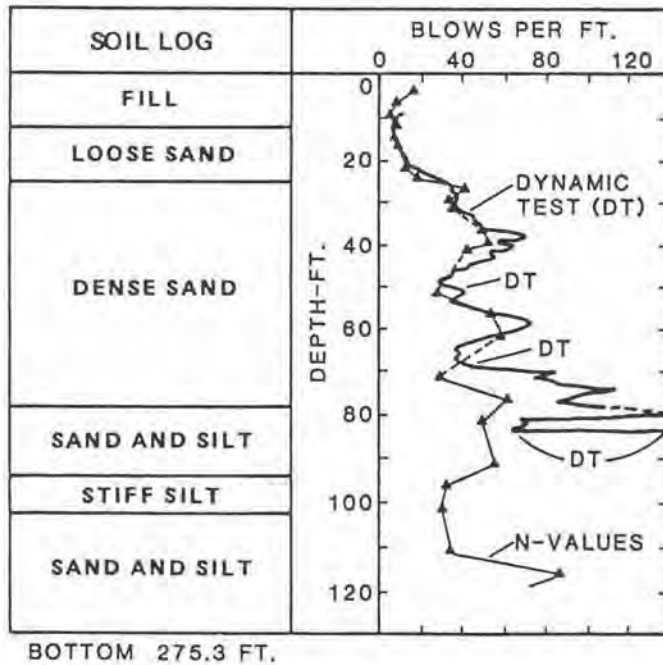 SOIL LOG
FILL
LOOSE SAND
DENSE SAND
SAND AND SILT
STIFF SILT
SAND AND SILT
BOTTOM 275.3 FT.
BLOWS PER FT.
0 40 80 120
DEPTH-FT.
0
20
40
60
80
100
120
DYNAMIC
TEST (DT)
DT
DT
DT
N-VALUES